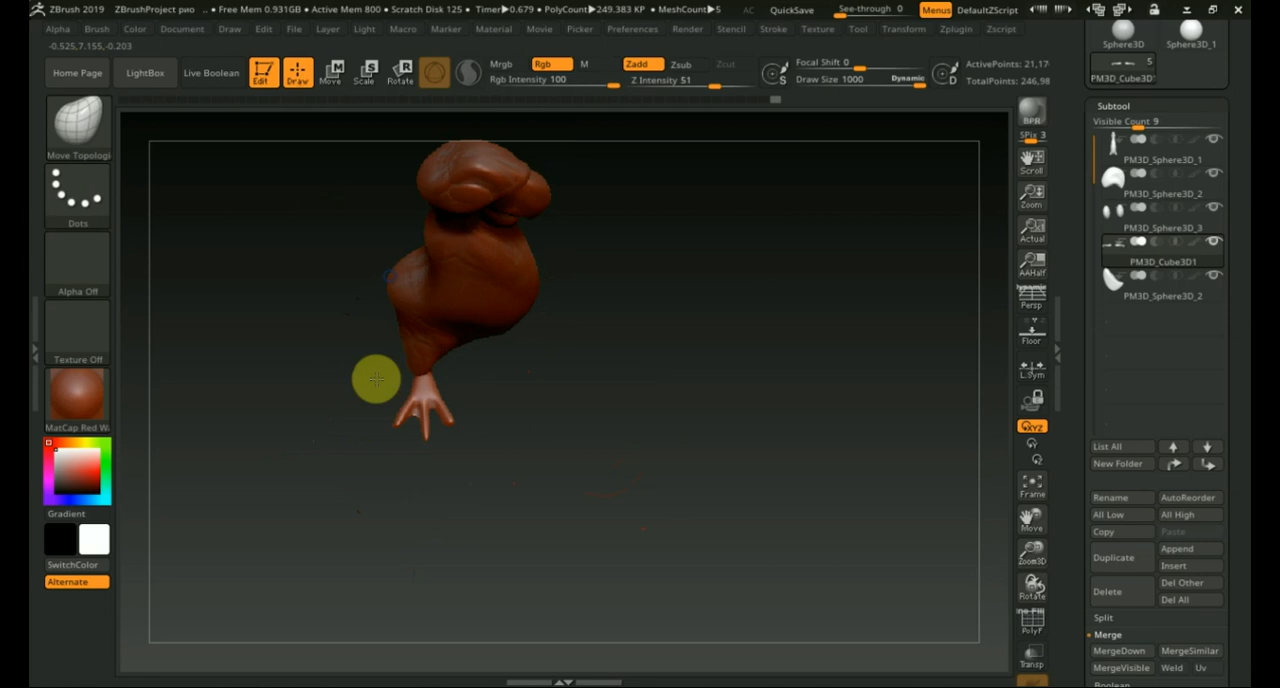 ZBrush 2019 ZBrushProject рио .. • Free Mem 0.931GB • Active Mem 800 • Scratch Disk 125 • Timer▶0.679 • PolyCount▶249.383 KP • MeshCount▶5 AC QuickSave See-through 0 Menus DefaultZScript
Alpha Brush Color Document Draw Edit File Layer Light Macro Marker Material Movie Picker Preferences Render Stencil Stroke Texture Tool Transform Zplugin Zscript
-0.525,7.155,-0.203
Home Page LightBox Live Boolean Edit Draw Move Scale Rotate
Mrgb Rgb M
Rgb Intensity 100
Zadd Zsub Zcut
Z Intensity 51
S
Focal Shift 0
Draw Size 1000 Dynamic
D
ActivePoints: 21,17
TotalPoints: 246,98
Move Topologi
Dots
Alpha Off
Texture Off
MatCap Red W
Gradient
SwitchColor
Alternate
BPR
SPix 3
Scroll
Zoom
Actual
AAHalf
Dynamic
Persp
Floor
L.Sym
XYZ
Frame
Move
Zoom3D
Rotate
PolyF
Transp
Sphere3D Sphere3D_1
5
PM3D_Cube3D
Subtool
Visible Count 9
PM3D_Sphere3D_1
PM3D_Sphere3D_2
PM3D_Sphere3D_3
PM3D_Cube3D1
PM3D_Sphere3D_2
List All
New Folder
Rename AutoReorder
All Low All High
Copy Paste
Duplicate Append
Insert
Delete Del Other
Del All
Split
Merge
MergeDown MergeSimilar
MergeVisible Weld Uv
Boolean